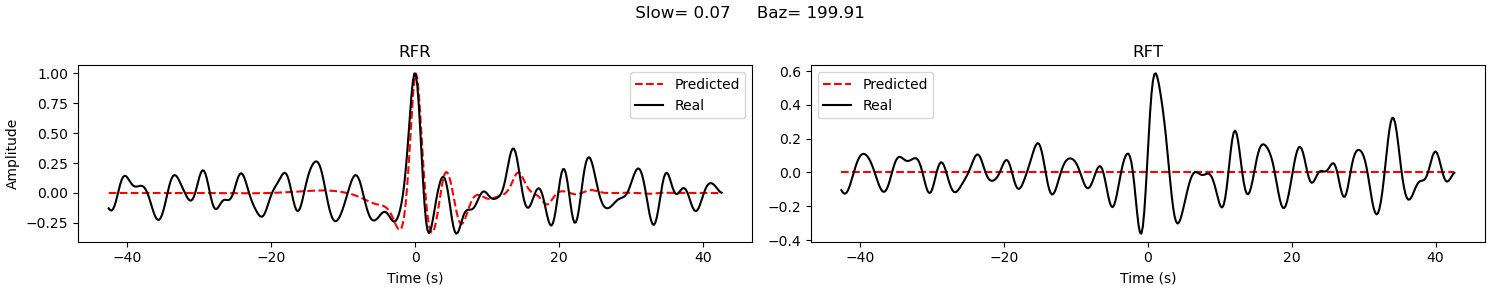 Slow= 0.07     Baz= 199.91
RFR
1.00
0.75
0.50
0.25
0.00
−0.25
Amplitude
Predicted
Real
−40
−20
0
20
40
Time (s)
RFT
0.6
0.4
0.2
0.0
−0.2
−0.4
Predicted
Real
−40
−20
0
20
40
Time (s)